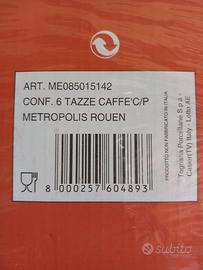 ART. ME085015142
CONF. 6 TAZZE CAFFE'C/P
METROPOLIS ROUEN
8 000257 604893
PRODOTTO NON FABBRICATO IN ITALIA
Tognana Porcellane S.p.a
Casier(TV) Italy - Lotto AE
subito